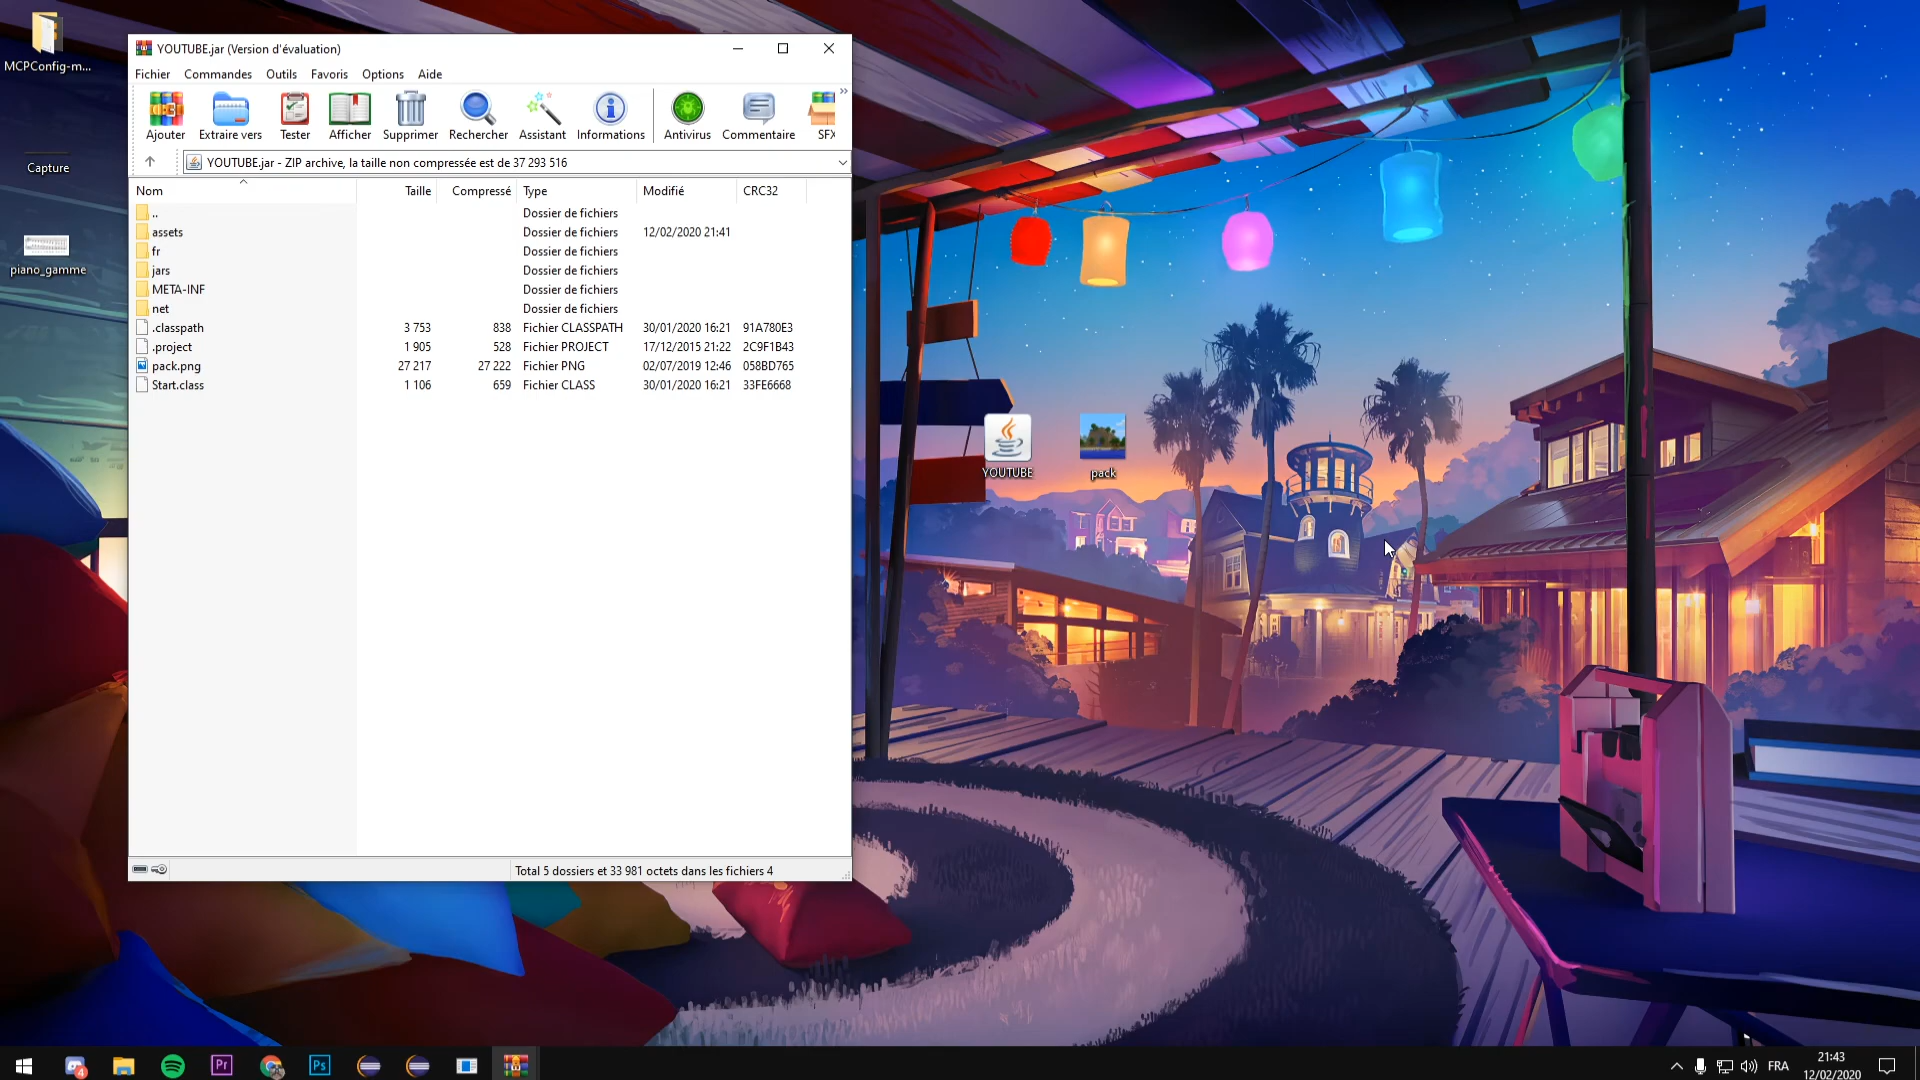 MCPConfig-m...
Capture
piano_gamme
YOUTUBE.jar (Version d'évaluation)
Fichier Commandes Outils Favoris Options Aide
Ajouter Extraire vers Tester Afficher Supprimer Rechercher Assistant Informations Antivirus Commentaire SFX
YOUTUBE.jar - ZIP archive, la taille non compressée est de 37 293 516
Nom Taille Compressé Type Modifié CRC32
.. Dossier de fichiers
assets Dossier de fichiers 12/02/2020 21:41
fr Dossier de fichiers
jars Dossier de fichiers
META-INF Dossier de fichiers
net Dossier de fichiers
.classpath 3 753 838 Fichier CLASSPATH 30/01/2020 16:21 91A780E3
.project 1 905 528 Fichier PROJECT 17/12/2015 21:22 2C9F1B43
pack.png 27 217 27 222 Fichier PNG 02/07/2019 12:46 058BD765
Start.class 1 106 659 Fichier CLASS 30/01/2020 16:21 33FE6668
Total 5 dossiers et 33 981 octets dans les fichiers 4
YOUTUBE pack
4 Pr Ps
FRA
21:43
12/02/2020